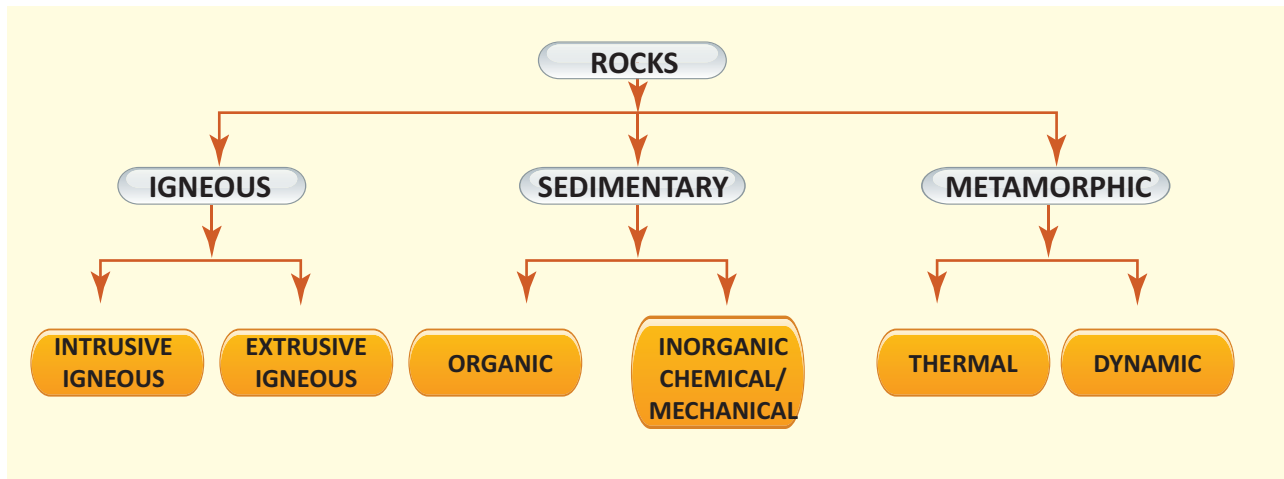 ROCKS
IGNEOUS
SEDIMENTARY
METAMORPHIC
INTRUSIVE
IGNEOUS
EXTRUSIVE
IGNEOUS
ORGANIC
INORGANIC
CHEMICAL/
MECHANICAL
THERMAL
DYNAMIC